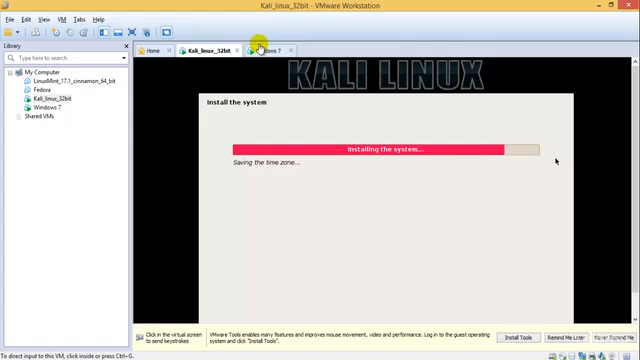 Kali_linux_32bit - VMware Workstation
File Edit View VM Tabs Help
Library
Type here to search
Home
Kali_linux_32bit
Windows 7
My Computer
LinuxMint_17.1_cinnamon_64_bit
Fedora
Kali_linux_32bit
Windows 7
Shared VMs
KALI LINUX
Install the system
Installing the system...
Saving the time zone...
Click in the virtual screen
to send keystrokes
VMware Tools enables many features and improves mouse movement, video and performance. Log in to the guest operating
system and click "Install Tools".
Install Tools
Remind Me Later
Never Remind Me
To direct input to this VM, click inside or press Ctrl+G.